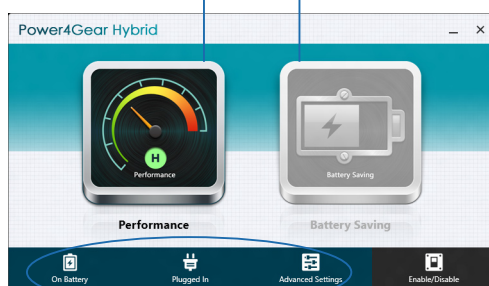 Power4Gear Hybrid
H
Performance
Battery Saving
Performance
Battery Saving
On Battery
Plugged In
Advanced Settings
Enable/Disable